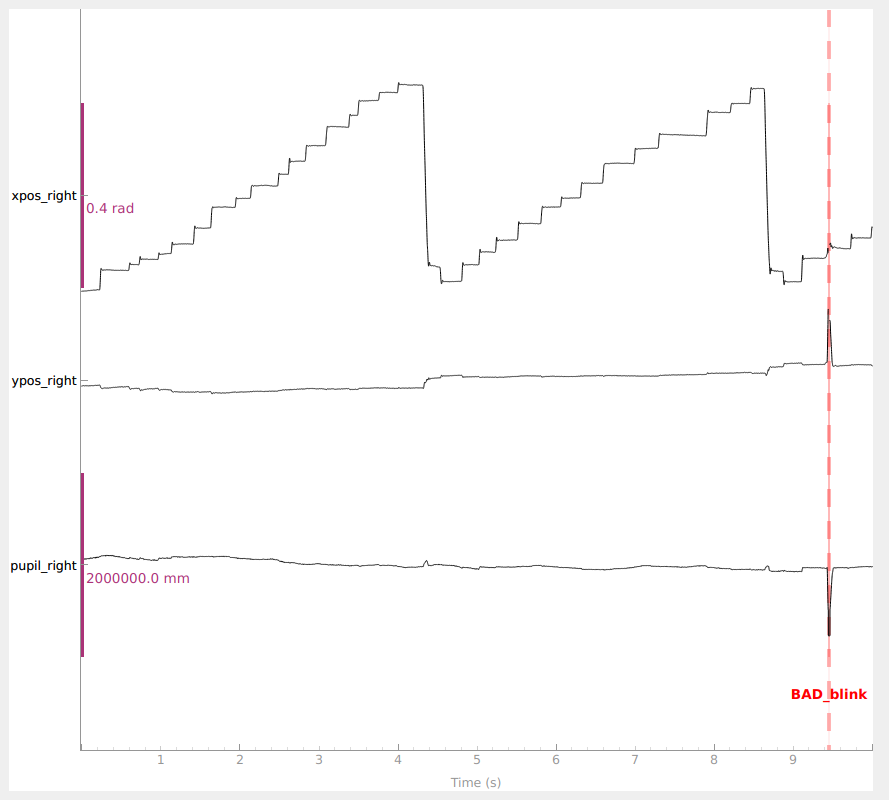 xpos_right
0.4 rad
ypos_right
pupil_right
2000000.0 mm
BAD_blink
1 2 3 4 5 6 7 8 9
Time (s)